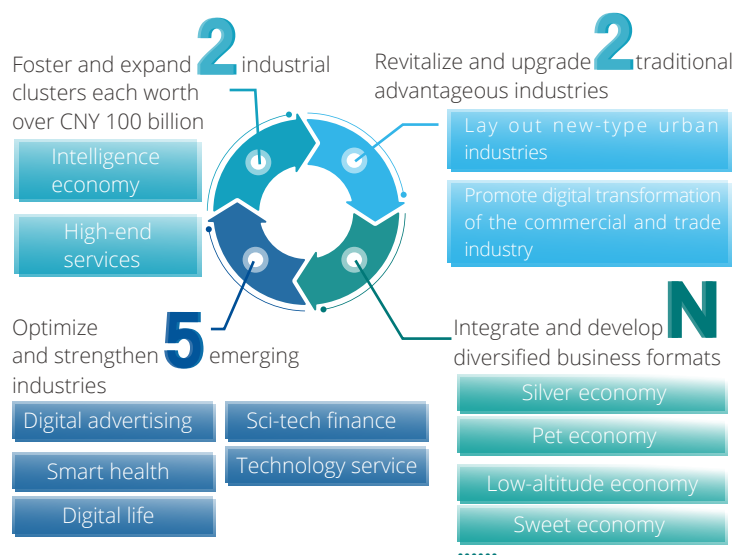 Foster and expand 2 industrial
clusters each worth
over CNY 100 billion
Intelligence
economy
High-end
services
Revitalize and upgrade 2 traditional
advantageous industries
Lay out new-type urban
industries
Promote digital transformation
of the commercial and trade
industry
Optimize
and strengthen 5 emerging
industries
Digital advertising
Sci-tech finance
Smart health
Technology service
Digital life
Integrate and develop N
diversified business formats
Silver economy
Pet economy
Low-altitude economy
Sweet economy
......